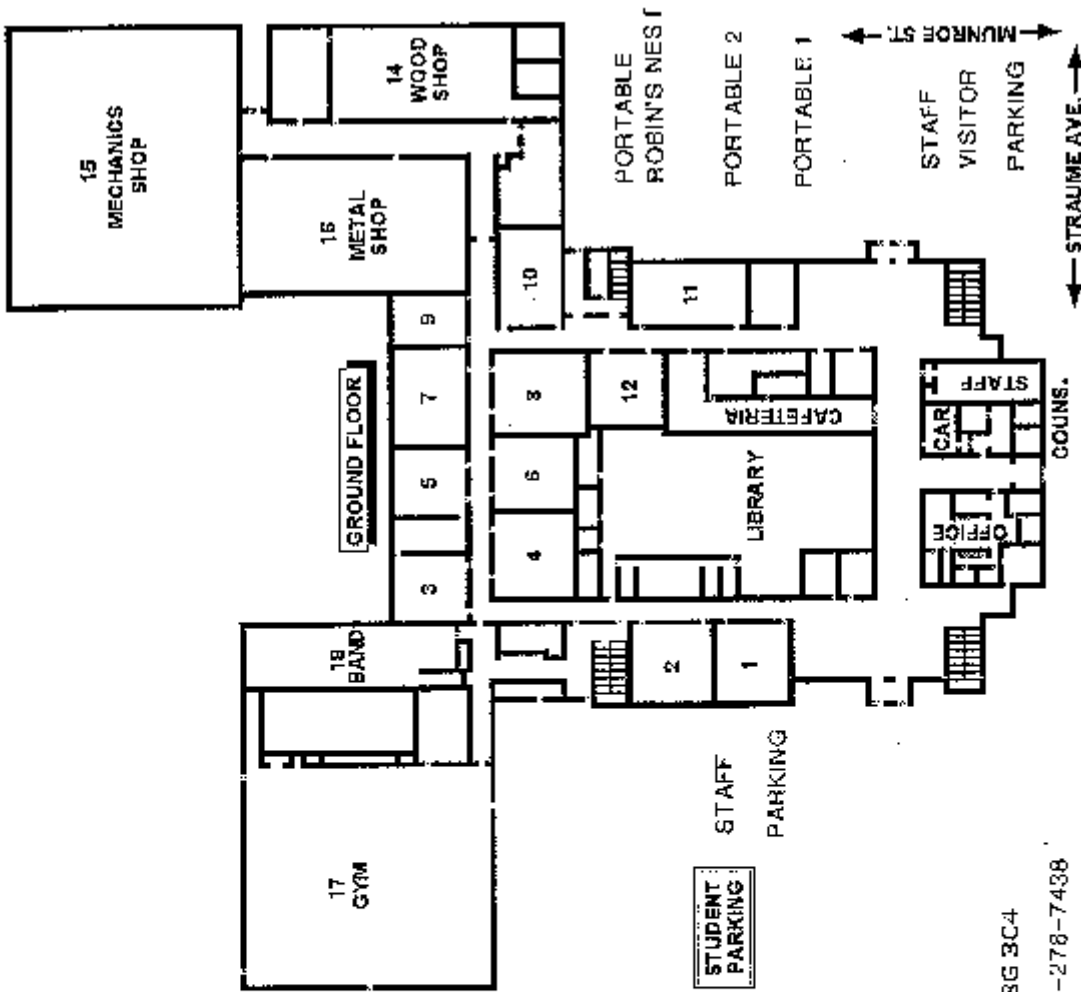 15
MECHANICS
SHOP
14
WOOD
SHOP
16
METAL
SHOP
PORTABLE
ROBIN'S NEST
PORTABLE 2
PORTABLE 1
MUNROE ST.
STAFF
VISITOR
PARKING
STRAUME AVE.
GROUND FLOOR
9
7
5
3
10
11
8
12
6
4
CAFETERIA
LIBRARY
STAFF
CAR
COUNS.
OFFICE
18
BAND
2
1
17
GYM
STAFF
PARKING
STUDENT
PARKING
3C4
-278-7438